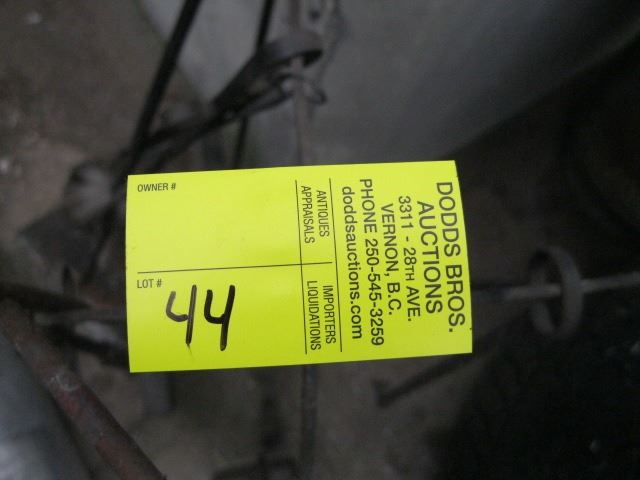 DODDS BROS.
AUCTIONS
3311 - 28TH AVE.
VERNON, B.C.
PHONE 250-545-3259
doddsauctions.com
ANTIQUES
APPRAISALS
IMPORTERS
LIQUIDATIONS
OWNER #
LOT #
44